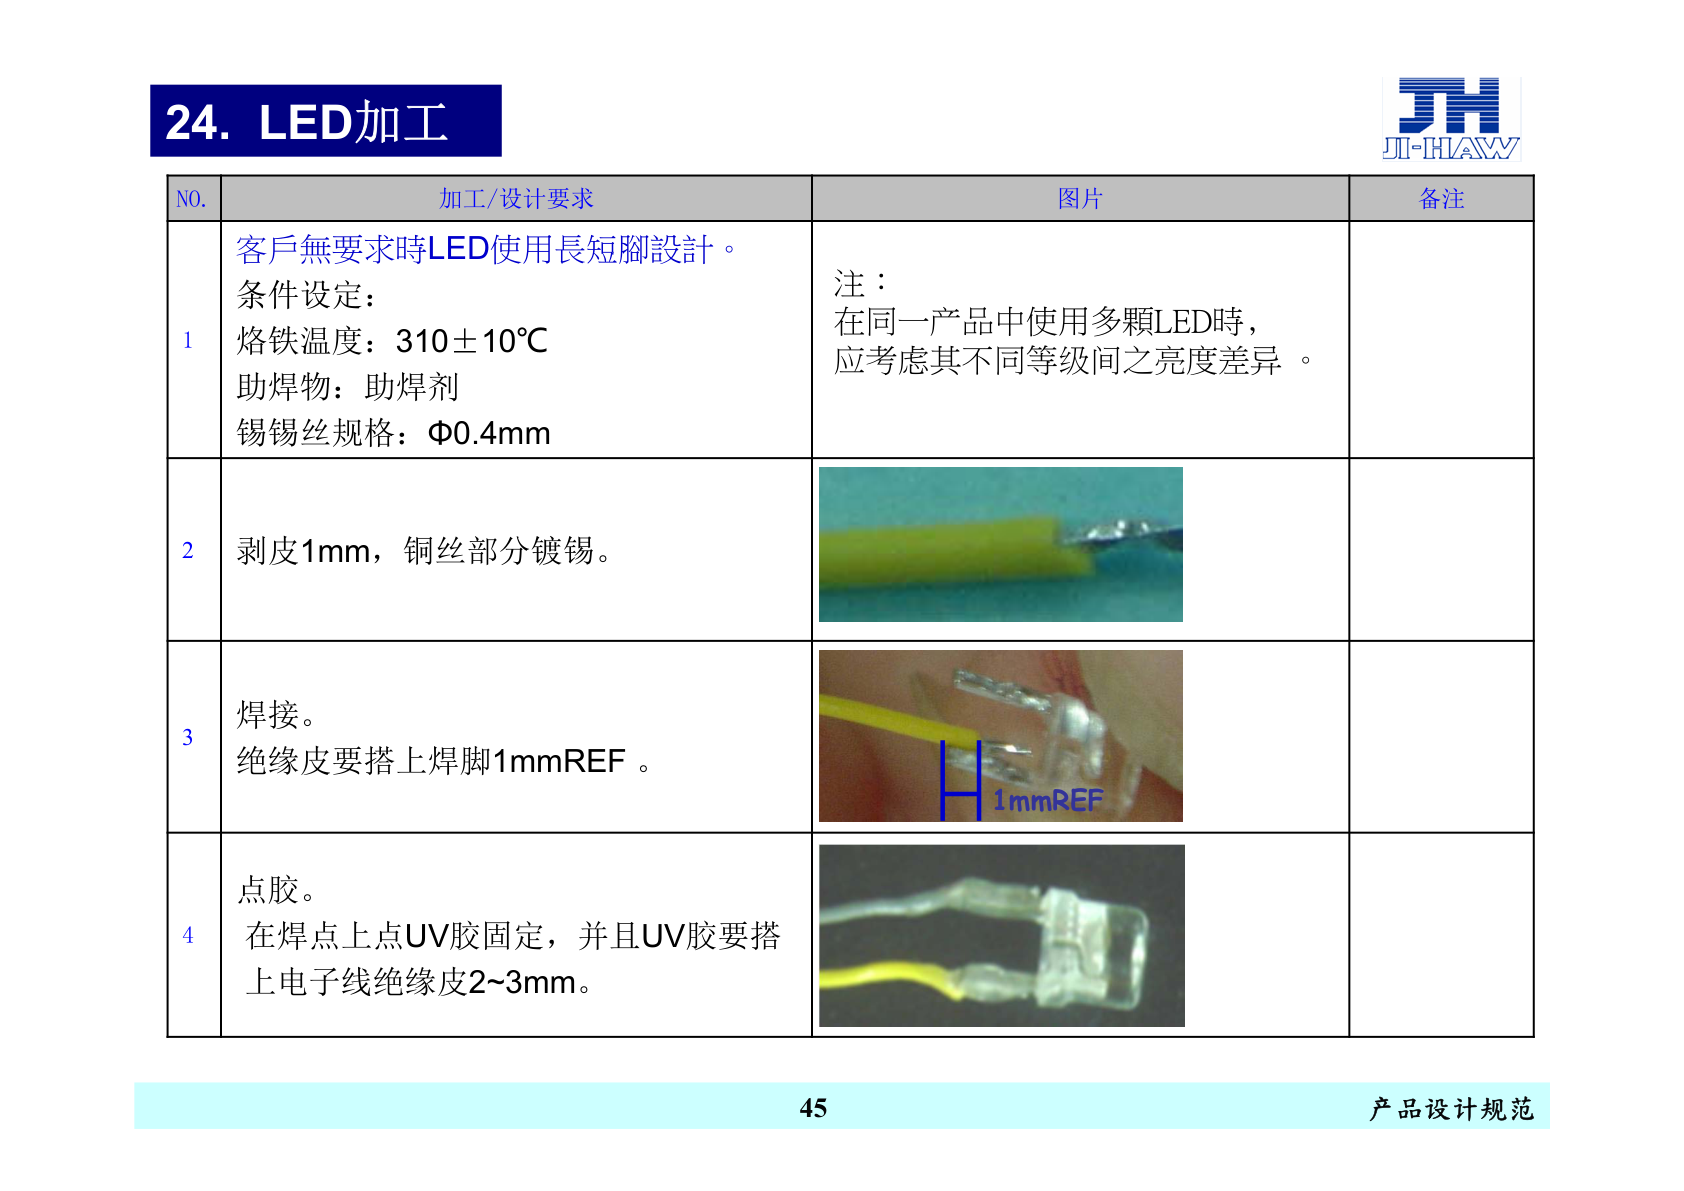 24. LED加工
JH
JI-HAW
NO.
加工/设计要求
图片
备注
1
客戶無要求時LED使用長短腳設計。
条件设定：
烙铁温度：310±10℃
助焊物：助焊剂
锡锡丝规格：Φ0.4mm
注：
在同一产品中使用多顆LED時，
应考虑其不同等级间之亮度差异 。
2
剥皮1mm，铜丝部分镀锡。
3
焊接。
绝缘皮要搭上焊脚1mmREF 。
1mmREF
4
点胶。
在焊点上点UV胶固定，并且UV胶要搭
上电子线绝缘皮2~3mm。
45
产品设计规范